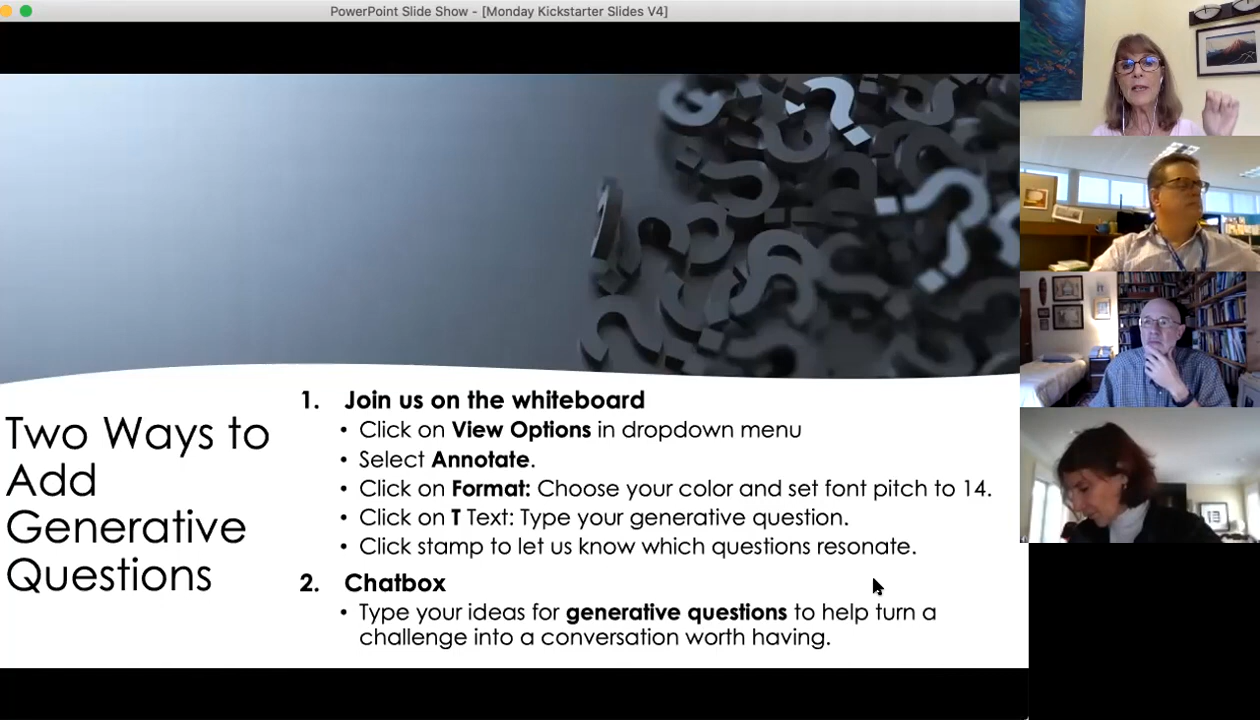 PowerPoint Slide Show - [Monday Kickstarter Slides V4]
Two Ways to
Add
Generative
Questions
1. Join us on the whiteboard
• Click on View Options in dropdown menu
• Select Annotate.
• Click on Format: Choose your color and set font pitch to 14.
• Click on T Text: Type your generative question.
• Click stamp to let us know which questions resonate.
2. Chatbox
• Type your ideas for generative questions to help turn a
challenge into a conversation worth having.